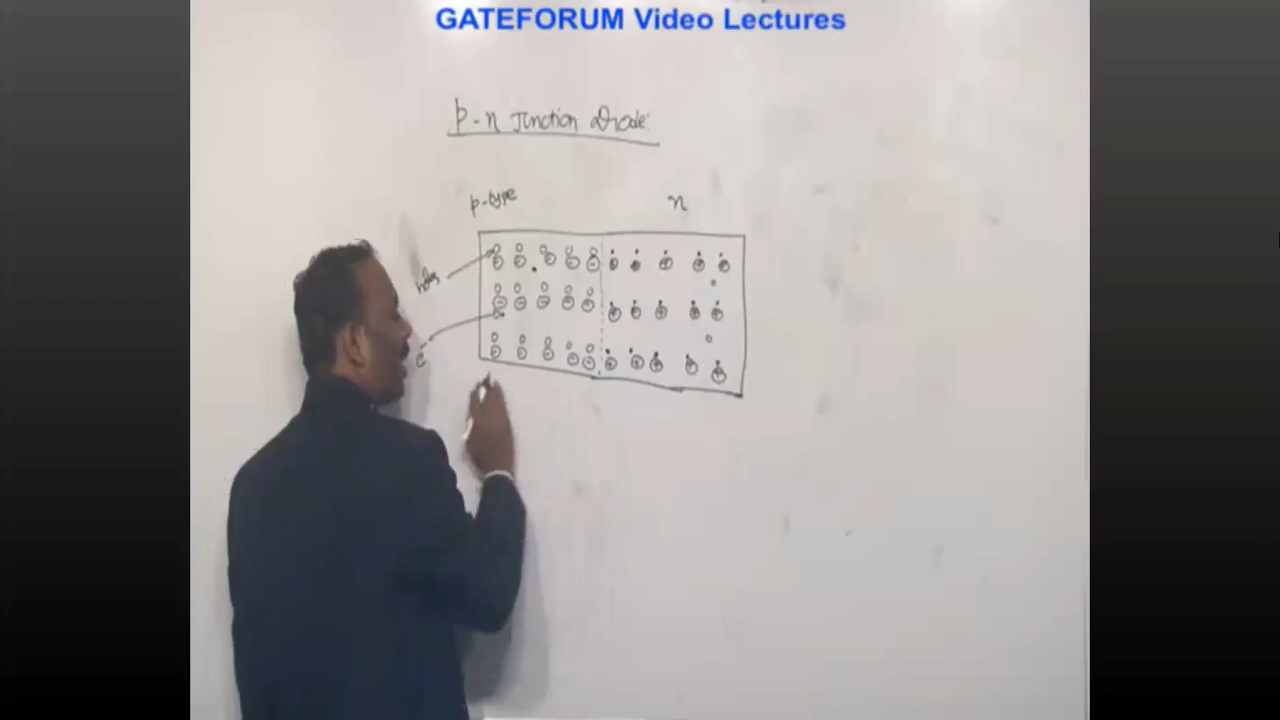 GATEFORUM Video Lectures
p-n Junction Diode:
p-type
n
holes
e